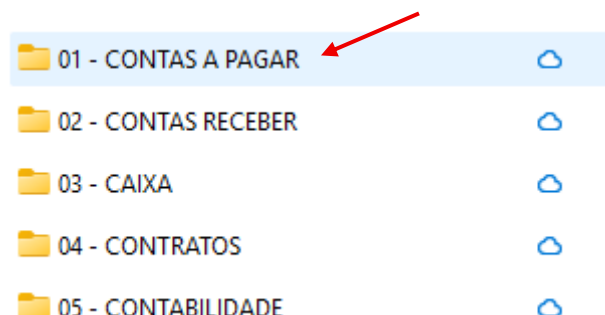 01 - CONTAS A PAGAR
02 - CONTAS RECEBER
03 - CAIXA
04 - CONTRATOS
05 - CONTABILIDADE